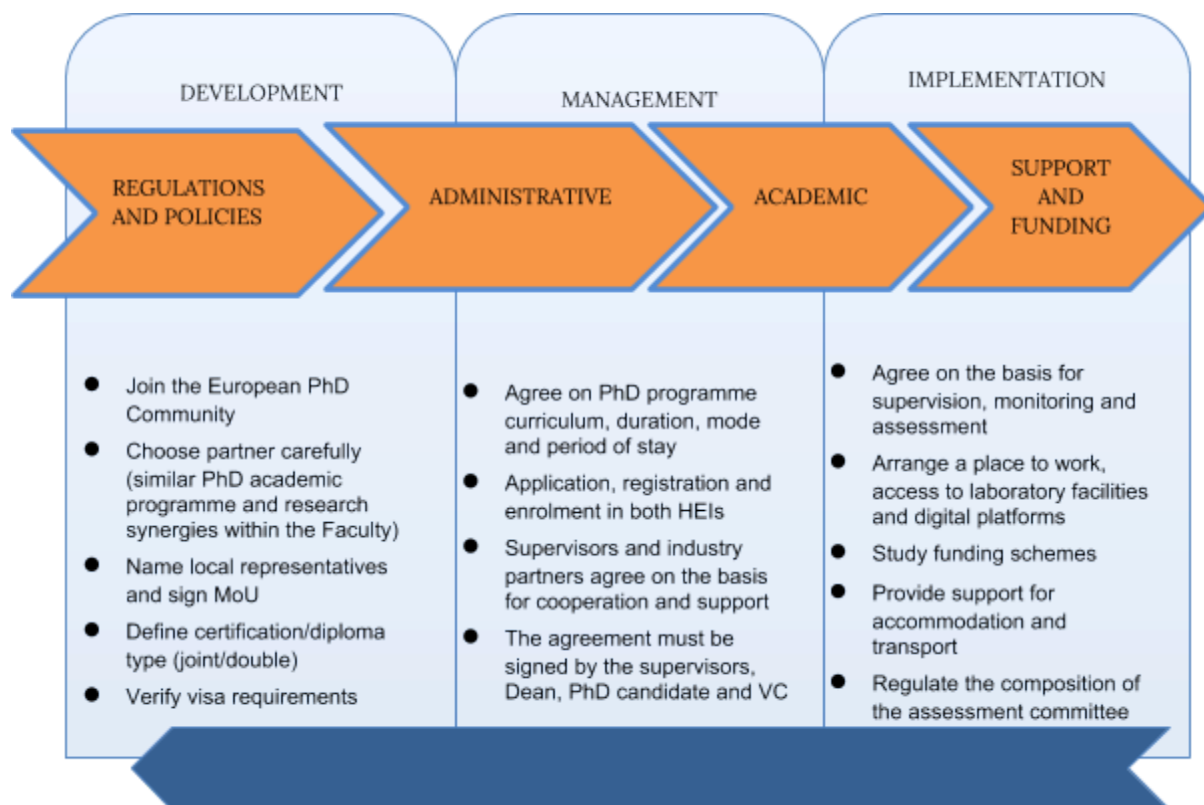 DEVELOPMENT
MANAGEMENT
IMPLEMENTATION
REGULATIONS
AND POLICIES
ADMINISTRATIVE
ACADEMIC
SUPPORT
AND
FUNDING
● Join the European PhD
Community
● Choose partner carefully
(similar PhD academic
programme and research
synergies within the Faculty)
● Name local representatives
and sign MoU
● Define certification/diploma
type (joint/double)
● Verify visa requirements
● Agree on PhD programme
curriculum, duration, mode
and period of stay
● Application, registration and
enrolment in both HEIs
● Supervisors and industry
partners agree on the basis
for cooperation and support
● The agreement must be
signed by the supervisors,
Dean, PhD candidate and VC
● Agree on the basis for
supervision, monitoring and
assessment
● Arrange a place to work,
access to laboratory facilities
and digital platforms
● Study funding schemes
● Provide support for
accommodation and
transport
● Regulate the composition of
the assessment committee